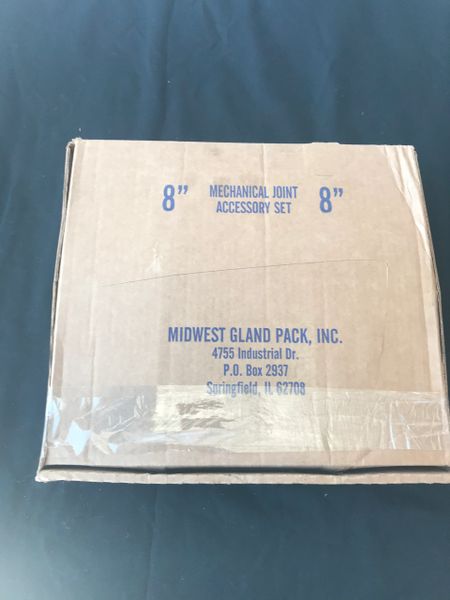 8” MECHANICAL JOINT 8”
ACCESSORY SET
MIDWEST GLAND PACK, INC.
4755 Industrial Dr.
P.O. Box 2937
Springfield, IL 62708